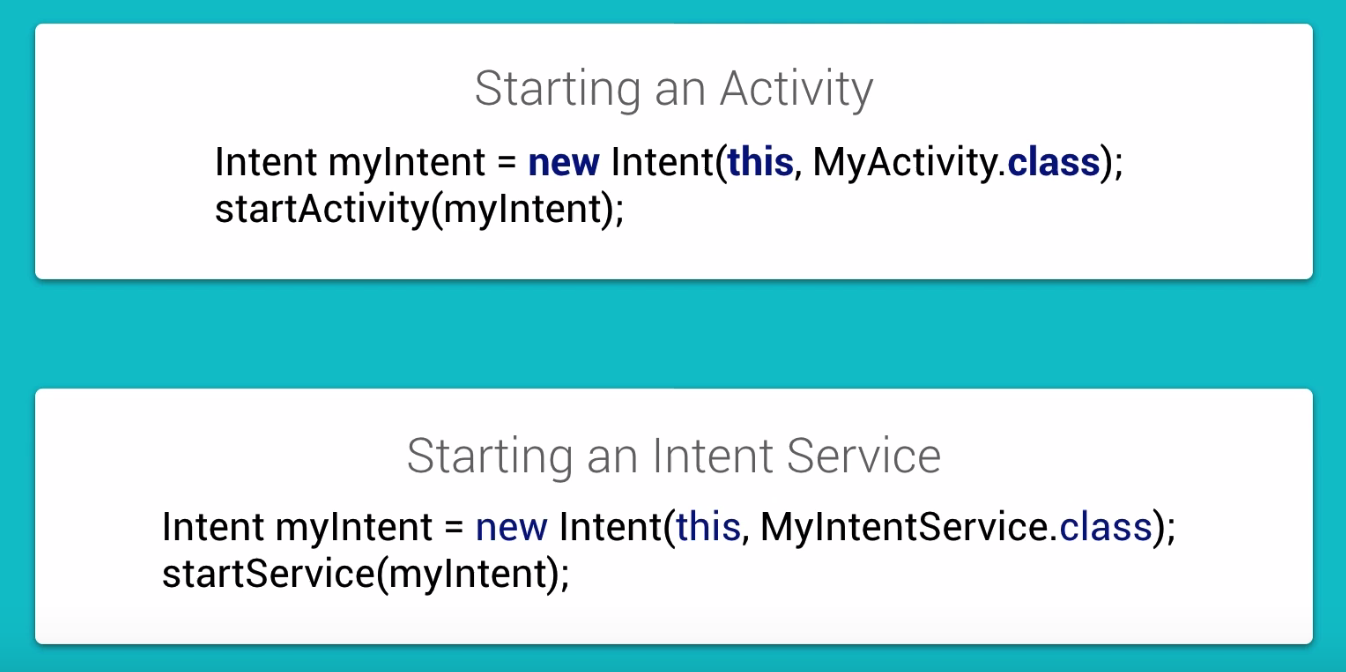 Starting an Activity
Intent myIntent = new Intent(this, MyActivity.class);
startActivity(myIntent);
Starting an Intent Service
Intent myIntent = new Intent(this, MyIntentService.class);
startService(myIntent);